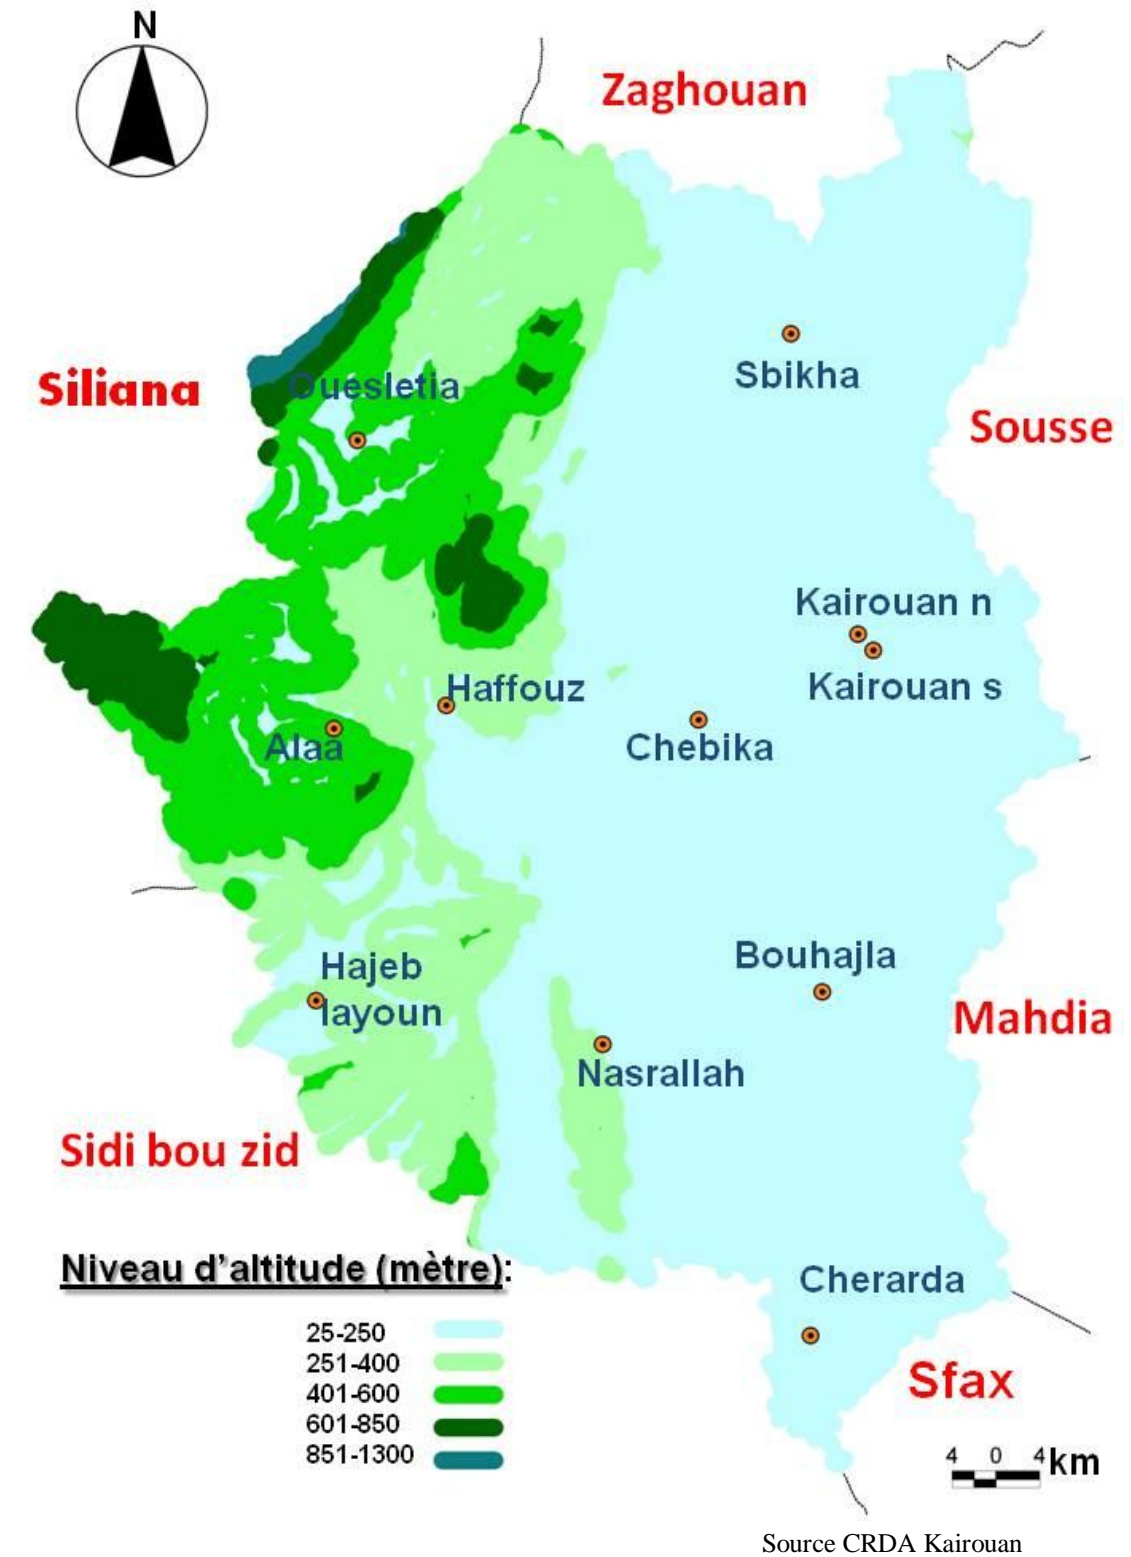 N
Zaghouan
Siliana
Ouesletia
Sbikha
Sousse
Kairouan n
Kairouan s
Haffouz
Alaa
Chebika
Hajeb
layoun
Bouhajla
Mahdia
Nasrallah
Sidi bou zid
Niveau d'altitude (mètre):
Cherarda
25-250
251-400
401-600
601-850
851-1300
Sfax
4 0 4 km
Source CRDA Kairouan